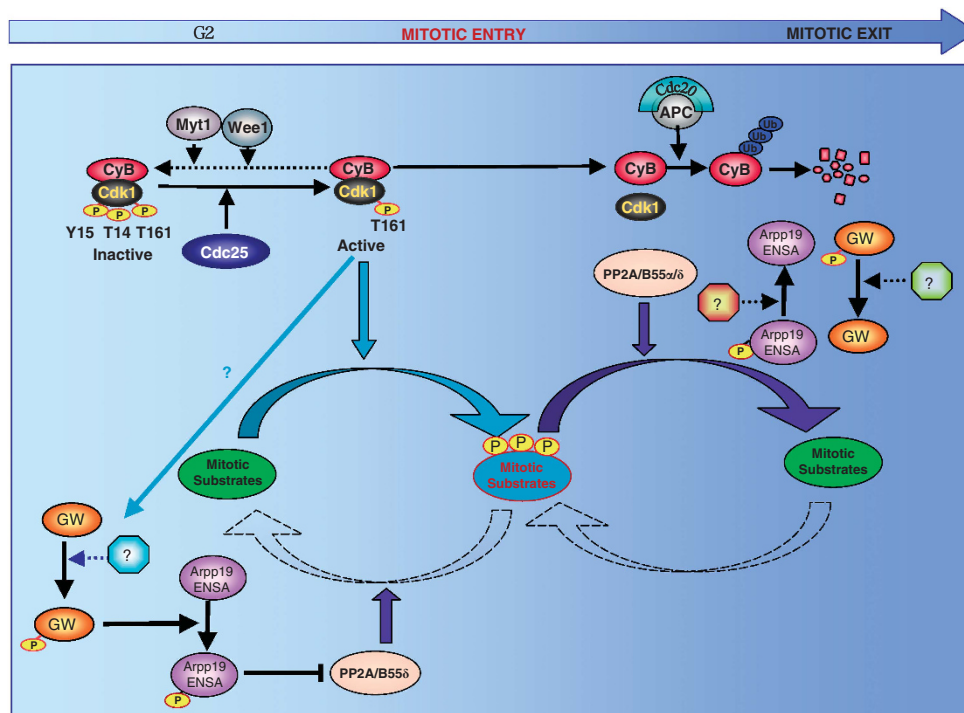 G2 MITOTIC ENTRY MITOTIC EXIT
Cdc20
APC
Myt1 Wee1
Ub
Ub
Ub
CyB CyB CyB CyB
Cdk1 Cdk1 Cdk1
P P P P
Y15 T14 T161 T161
Inactive
Cdc25
Active
Arpp19
ENSA
GW
P
PP2A/B55α/δ
? ?
Arpp19
ENSA
P
GW
?
P P P
Mitotic
Substrates
Mitotic
Substrates
Mitotic
Substrates
GW
?
Arpp19
ENSA
GW
P
Arpp19
ENSA
P
PP2A/B55δ